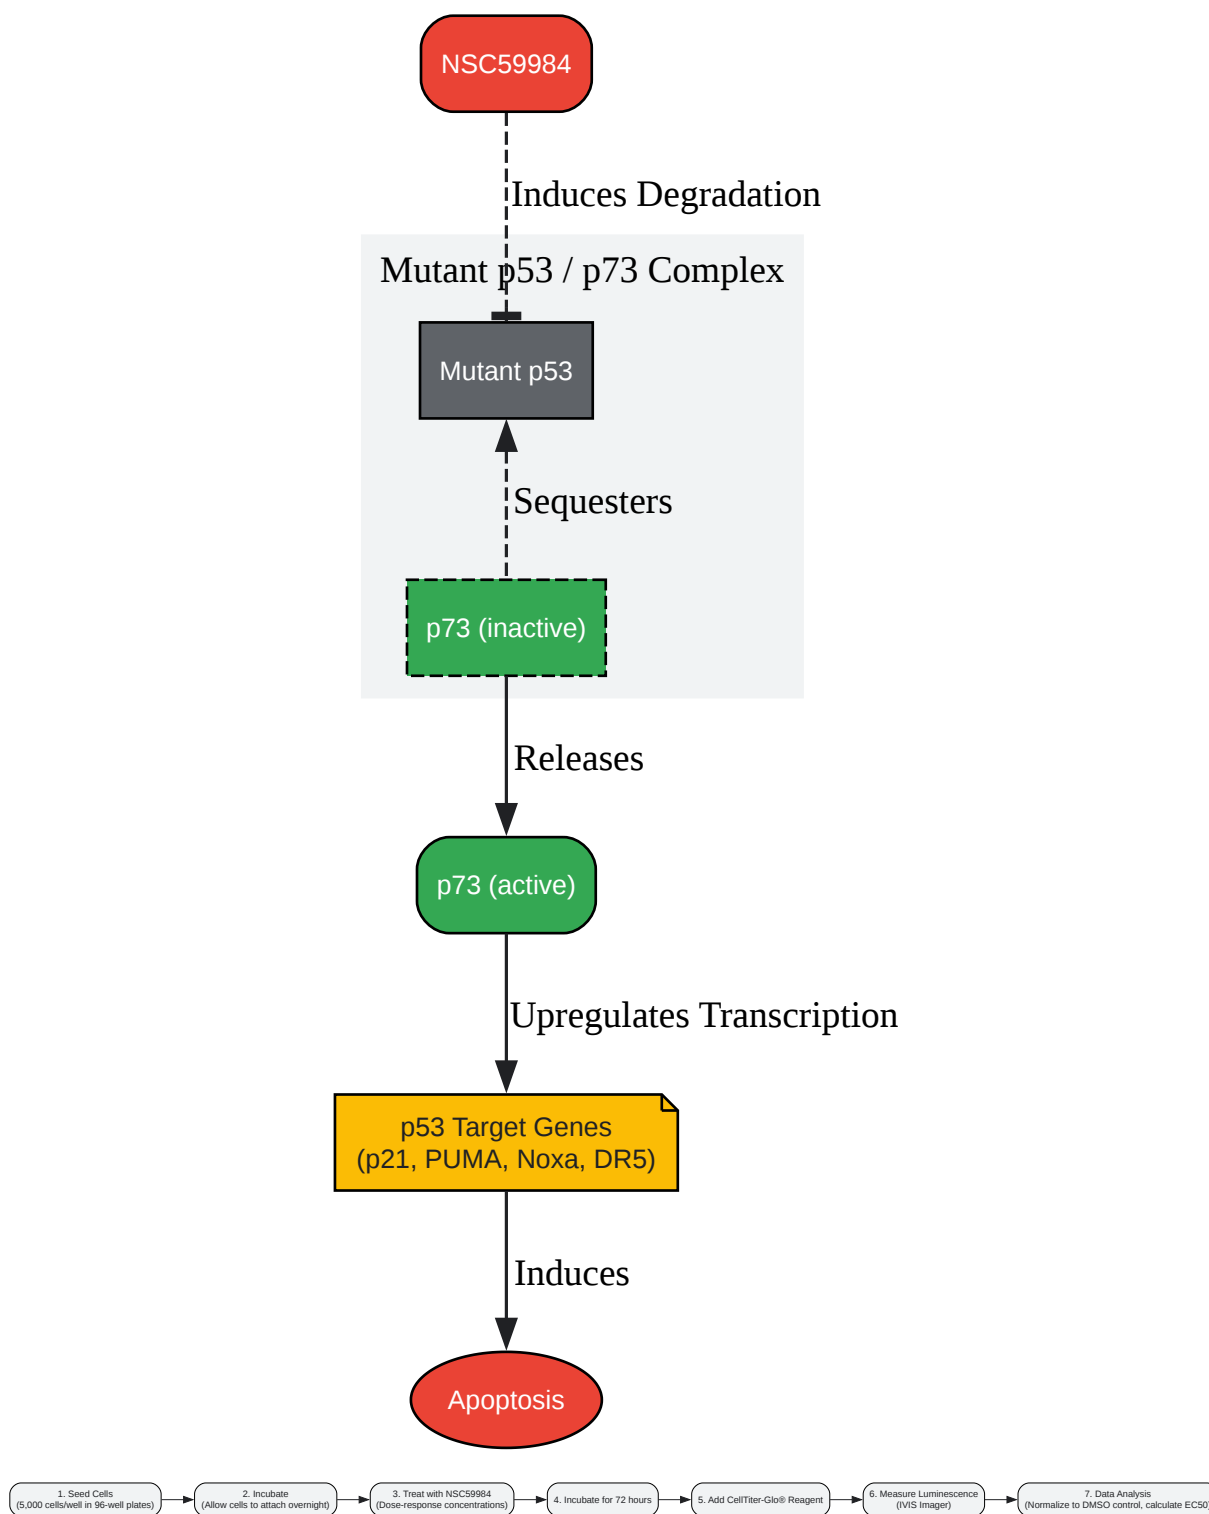 NSC59984
Induces Degradation
Mutant p53 / p73 Complex
Mutant p53
Sequesters
p73 (inactive)
Releases
p73 (active)
Upregulates Transcription
p53 Target Genes
(p21, PUMA, Noxa, DR5)
Induces
Apoptosis
1. Seed Cells
(5,000 cells/well in 96-well plates)
2. Incubate
(Allow cells to attach overnight)
3. Treat with NSC59984
(Dose-response concentrations)
4. Incubate for 72 hours
5. Add CellTiter-Glo® Reagent
6. Measure Luminescence
(IVIS Imager)
7. Data Analysis
(Normalize to DMSO control, calculate EC50)